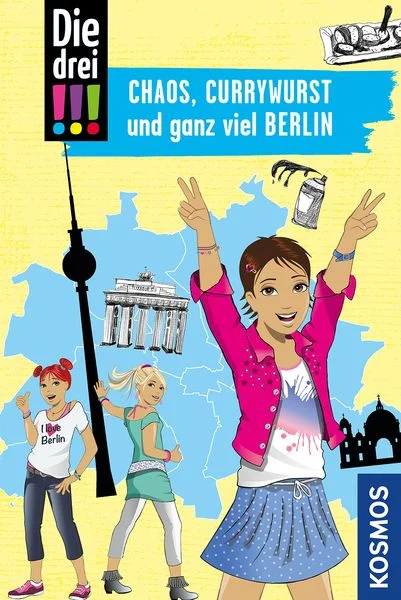 Die
drei
!!!
CHAOS, CURRYWURST
und ganz viel BERLIN
I love
Berlin
KOSMOS